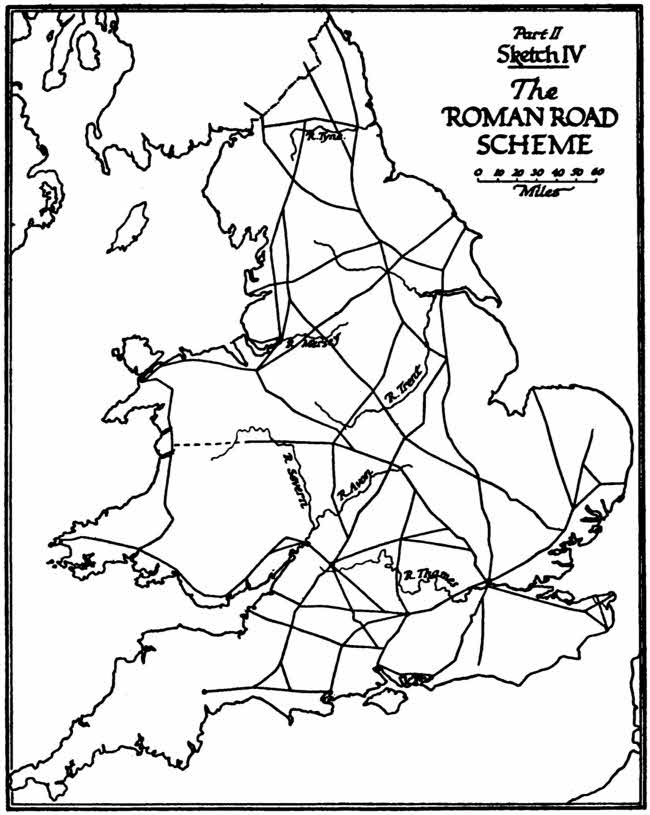 Part II
Sketch IV
The
ROMAN ROAD
SCHEME
0 10 20 30 40 50 60
Miles
R. Tyne
R. Mersey
R. Trent
R. Severn
R. Avon
R. Thames